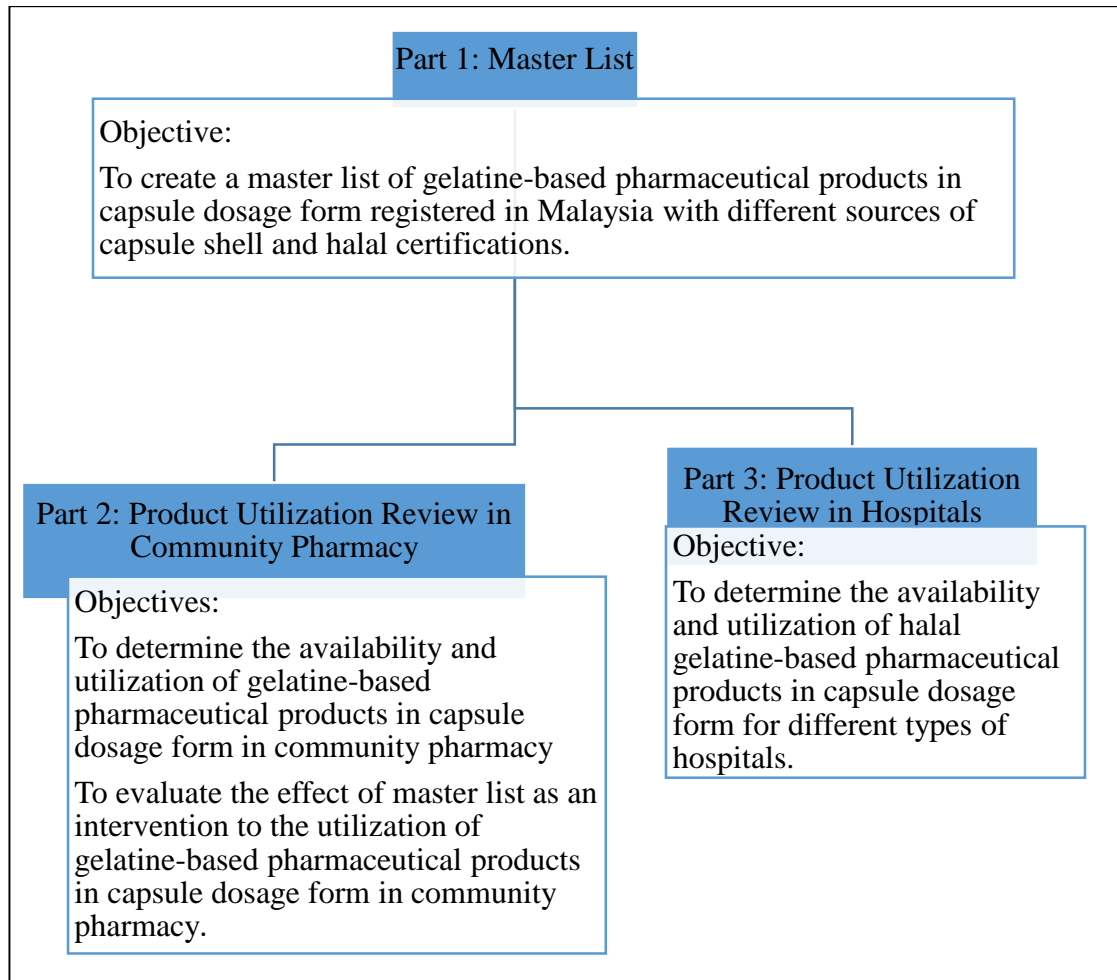 Part 1: Master List
Objective:
To create a master list of gelatine-based pharmaceutical products in
capsule dosage form registered in Malaysia with different sources of
capsule shell and halal certifications.
Part 2: Product Utilization Review in
Community Pharmacy
Objectives:
To determine the availability and
utilization of gelatine-based
pharmaceutical products in capsule
dosage form in community pharmacy
To evaluate the effect of master list as an
intervention to the utilization of
gelatine-based pharmaceutical products
in capsule dosage form in community
pharmacy.
Part 3: Product Utilization
Review in Hospitals
Objective:
To determine the availability
and utilization of halal
gelatine-based pharmaceutical
products in capsule dosage
form for different types of
hospitals.